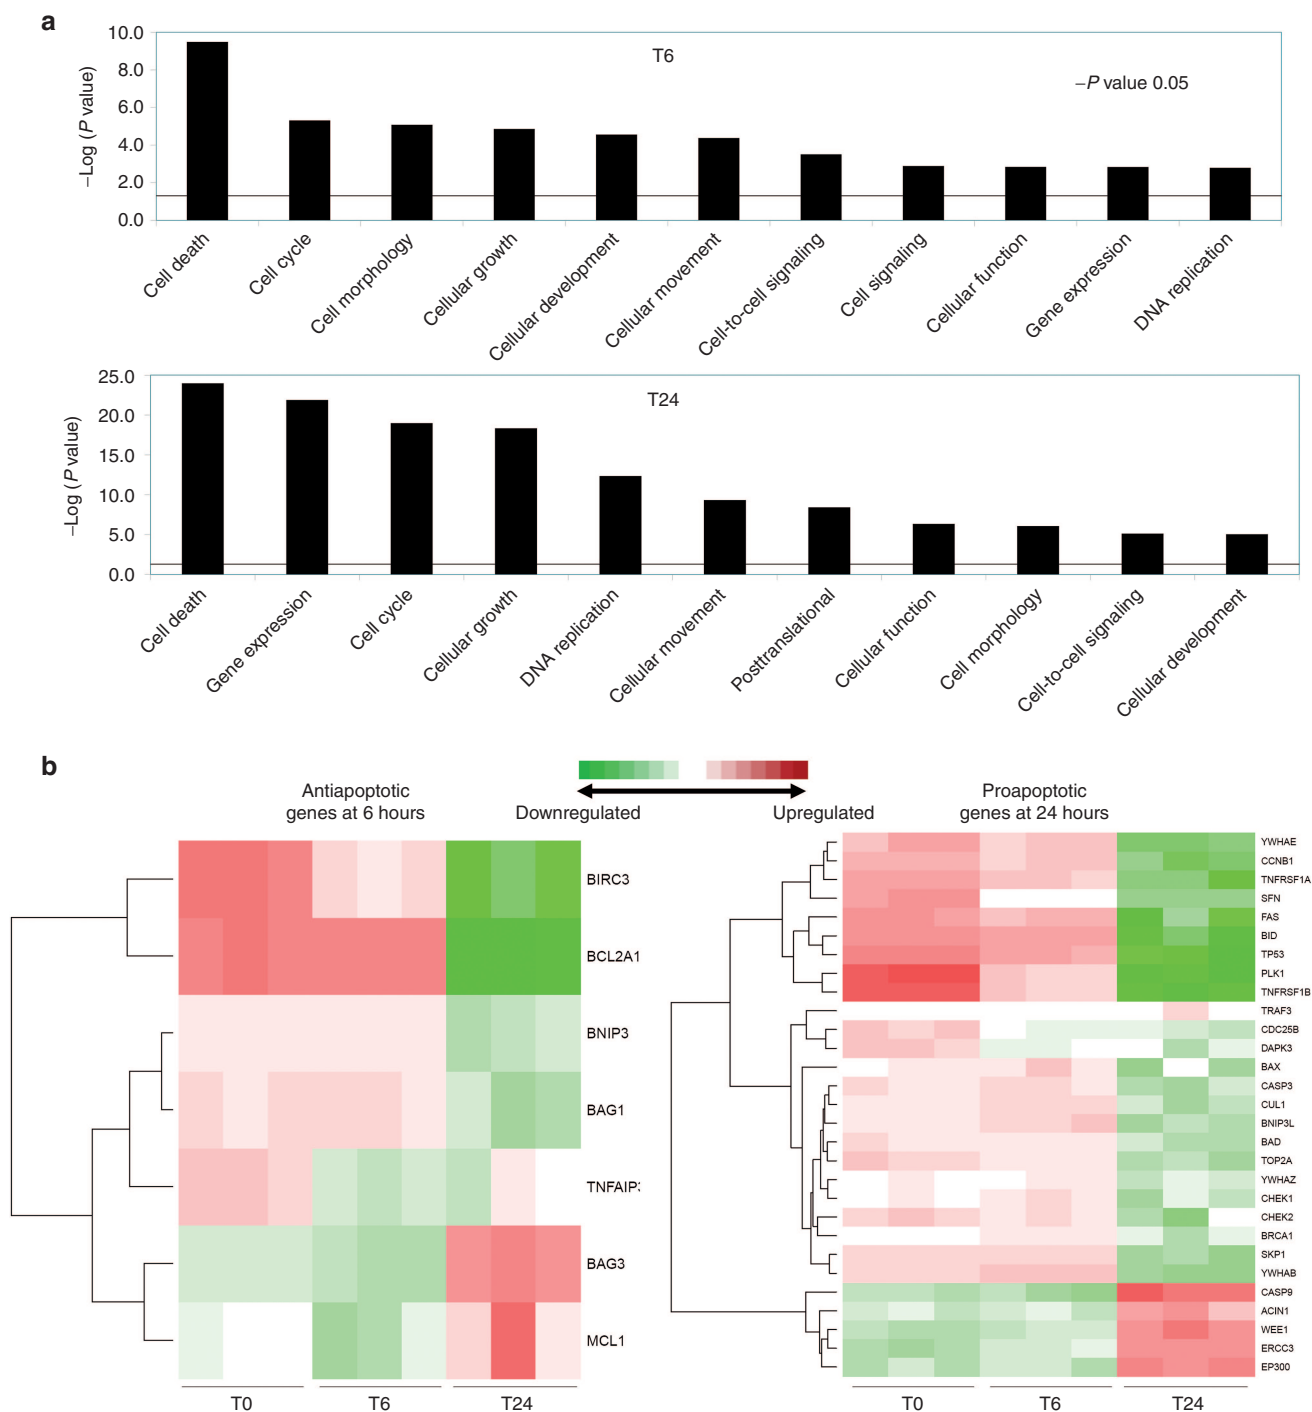 a
T6
−P value 0.05
−Log (P value)
10.0
8.0
6.0
4.0
2.0
0.0
Cell death
Cell cycle
Cell morphology
Cellular growth
Cellular development
Cellular movement
Cell-to-cell signaling
Cell signaling
Cellular function
Gene expression
DNA replication
T24
−Log (P value)
25.0
20.0
15.0
10.0
5.0
0.0
Cell death
Gene expression
Cell cycle
Cellular growth
DNA replication
Cellular movement
Posttranslational
Cellular function
Cell morphology
Cell-to-cell signaling
Cellular development
b
Antiapoptotic
genes at 6 hours
Downregulated
Upregulated
Proapoptotic
genes at 24 hours
BIRC3
BCL2A1
BNIP3
BAG1
TNFAIP:
BAG3
MCL1
T0
T6
T24
YWHAE
CCNB1
TNFRSF1A
SFN
FAS
BID
TP53
PLK1
TNFRSF1B
TRAF3
CDC25B
DAPK3
BAX
CASP3
CUL1
BNIP3L
BAD
TOP2A
YWHAZ
CHEK1
CHEK2
BRCA1
SKP1
YWHAB
CASP9
ACIN1
WEE1
ERCC3
EP300
T0
T6
T24